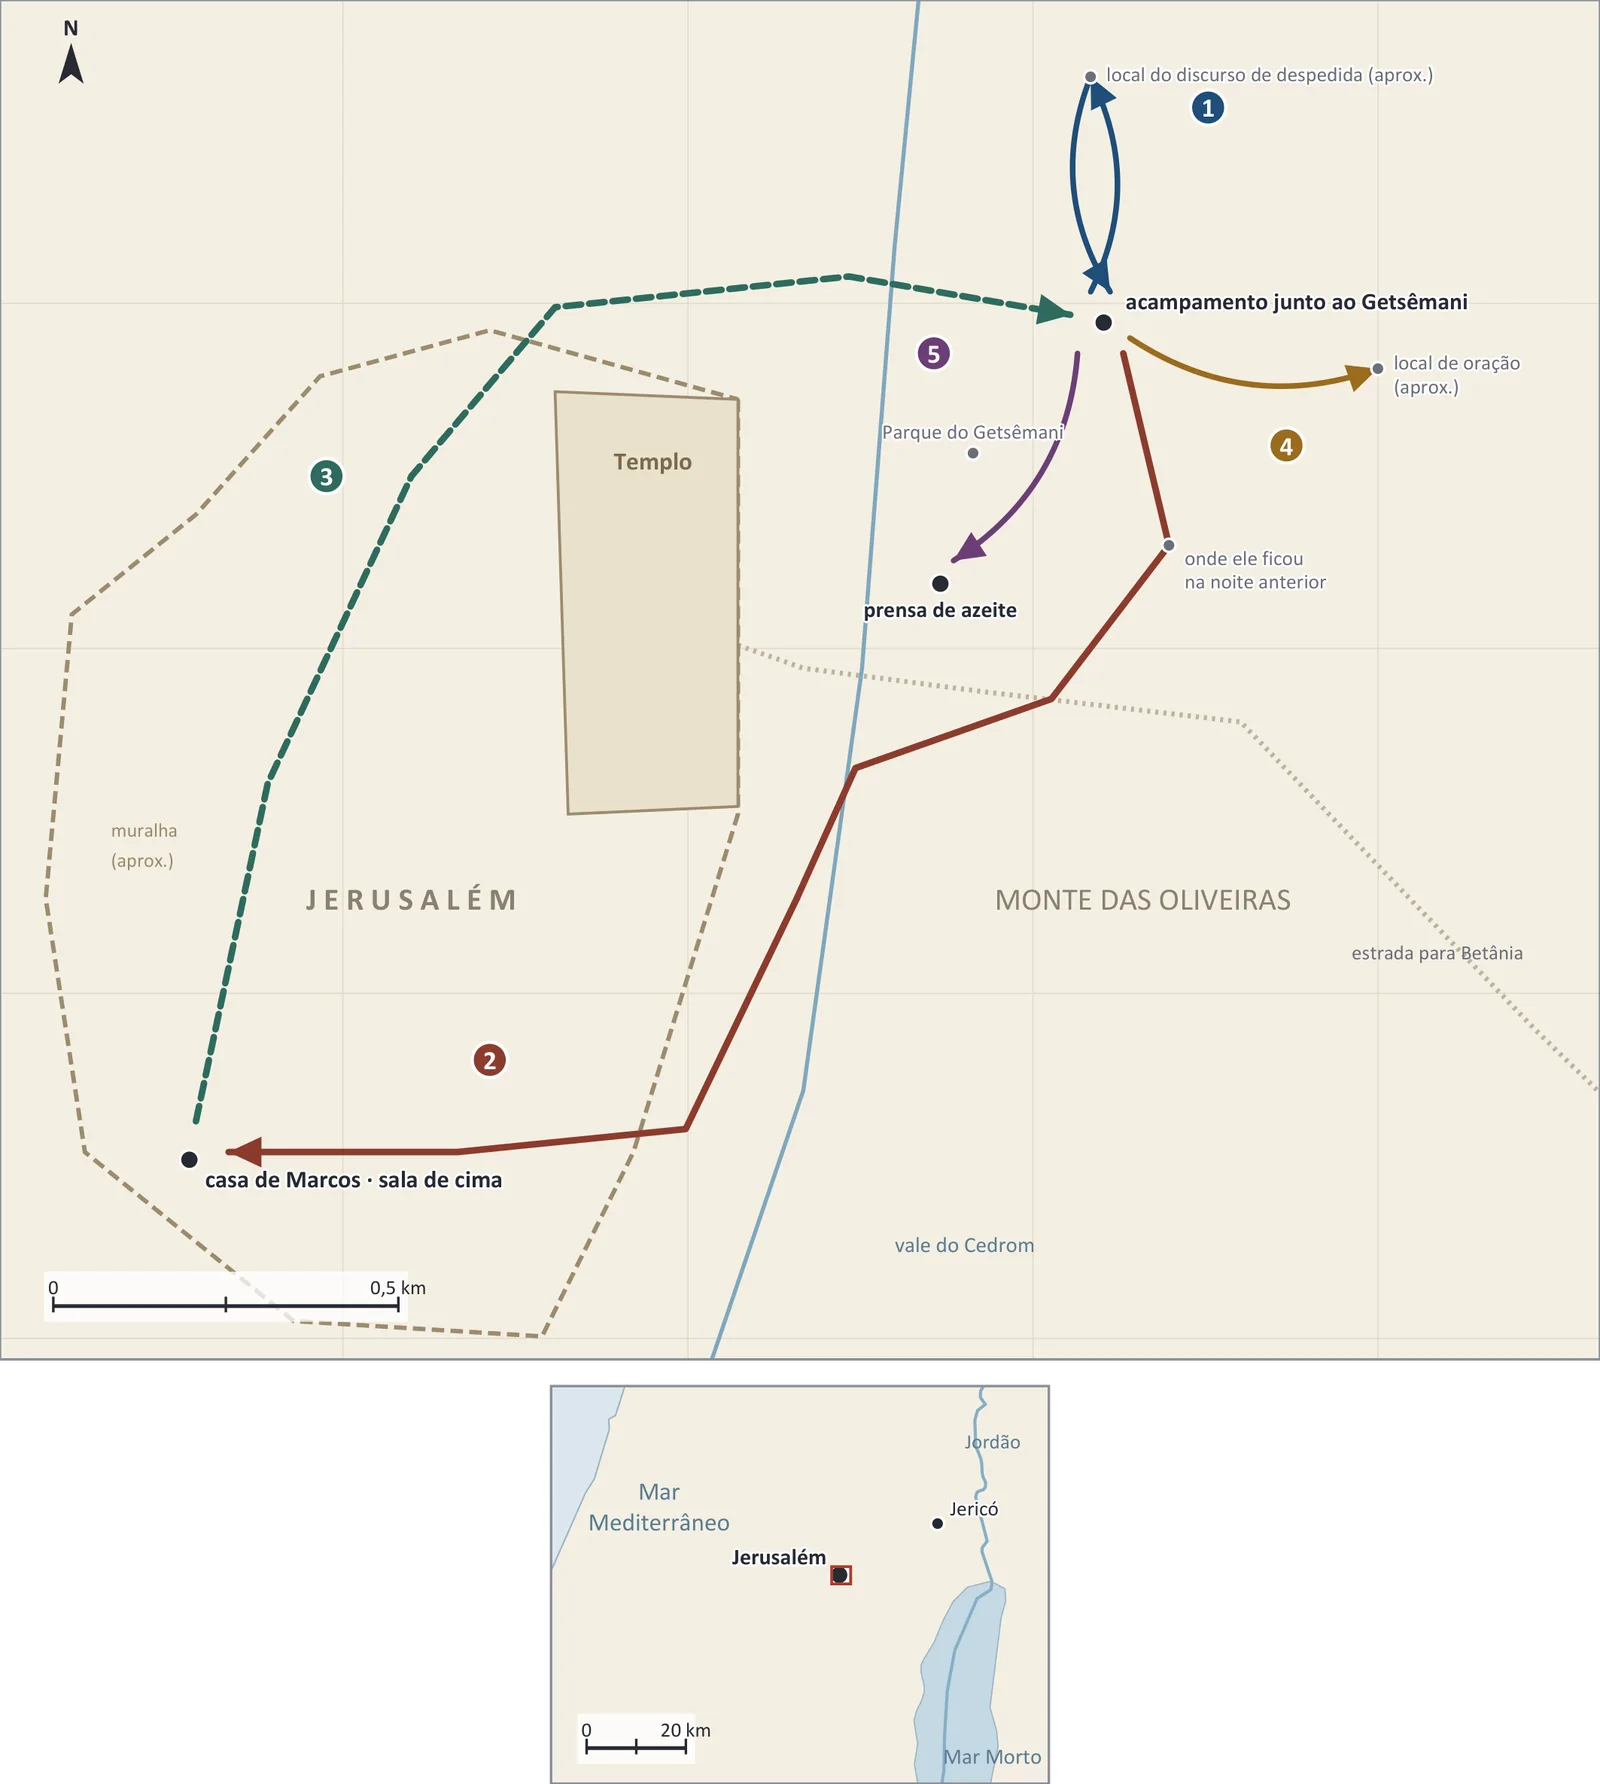 N
local do discurso de despedida (aprox.)
1
acampamento junto ao Getsêmani
5
local de oração
(aprox.)
Parque do Getsêmani
4
Templo
3
onde ele ficou
na noite anterior
prensa de azeite
muralha
(aprox.)
JERUSALÉM
MONTE DAS OLIVEIRAS
estrada para Betânia
2
casa de Marcos · sala de cima
vale do Cedrom
0 0,5 km
Jordão
Mar
Mediterrâneo
Jericó
Jerusalém
0 20 km
Mar Morto